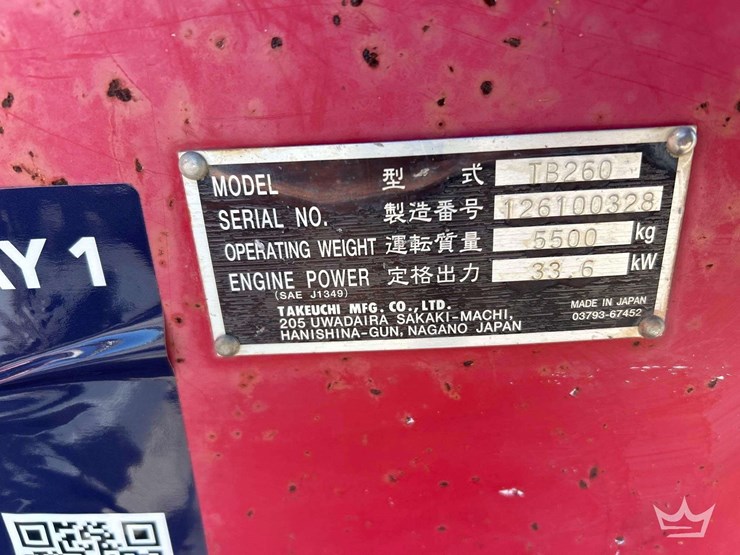 MODEL 型 式 TB260
SERIAL NO. 製造番号 126100328
OPERATING WEIGHT 運転質量 5500 kg
ENGINE POWER 定格出力 33.6 kW
(SAE J1349)
TAKEUCHI MFG. CO., LTD.
205 UWADAIRA SAKAKI-MACHI,
HANISHINA-GUN, NAGANO JAPAN
MADE IN JAPAN
03793-67452
AY 1